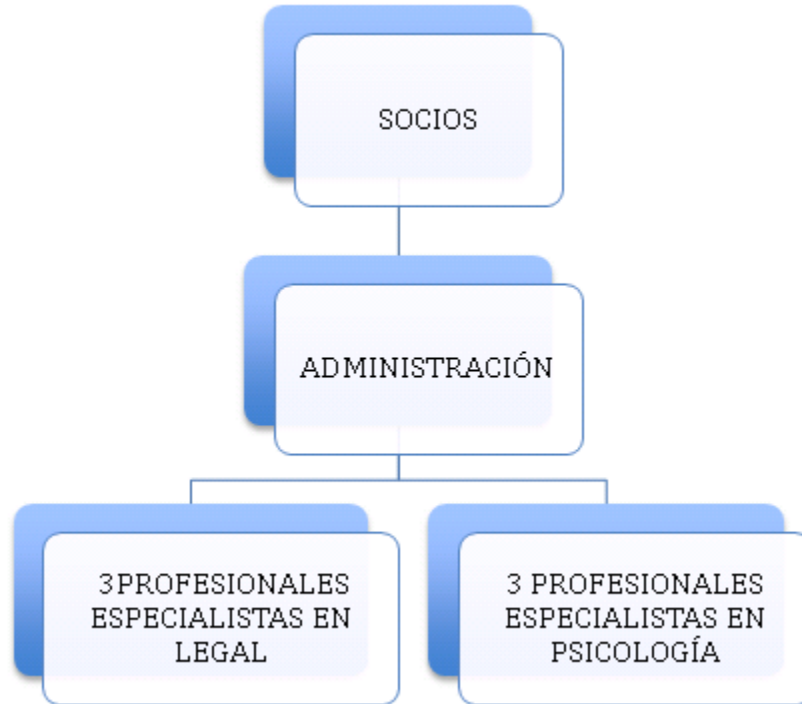 SOCIOS
ADMINISTRACIÓN
3PROFESIONALES
ESPECIALISTAS EN
LEGAL
3 PROFESIONALES
ESPECIALISTAS EN
PSICOLOGÍA